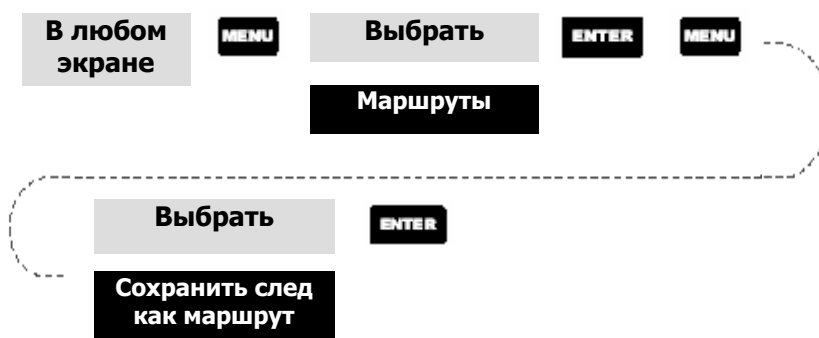 В любом
экране
MENU
Выбрать
Маршруты
ENTER
MENU
Выбрать
Сохранить след
как маршрут
ENTER